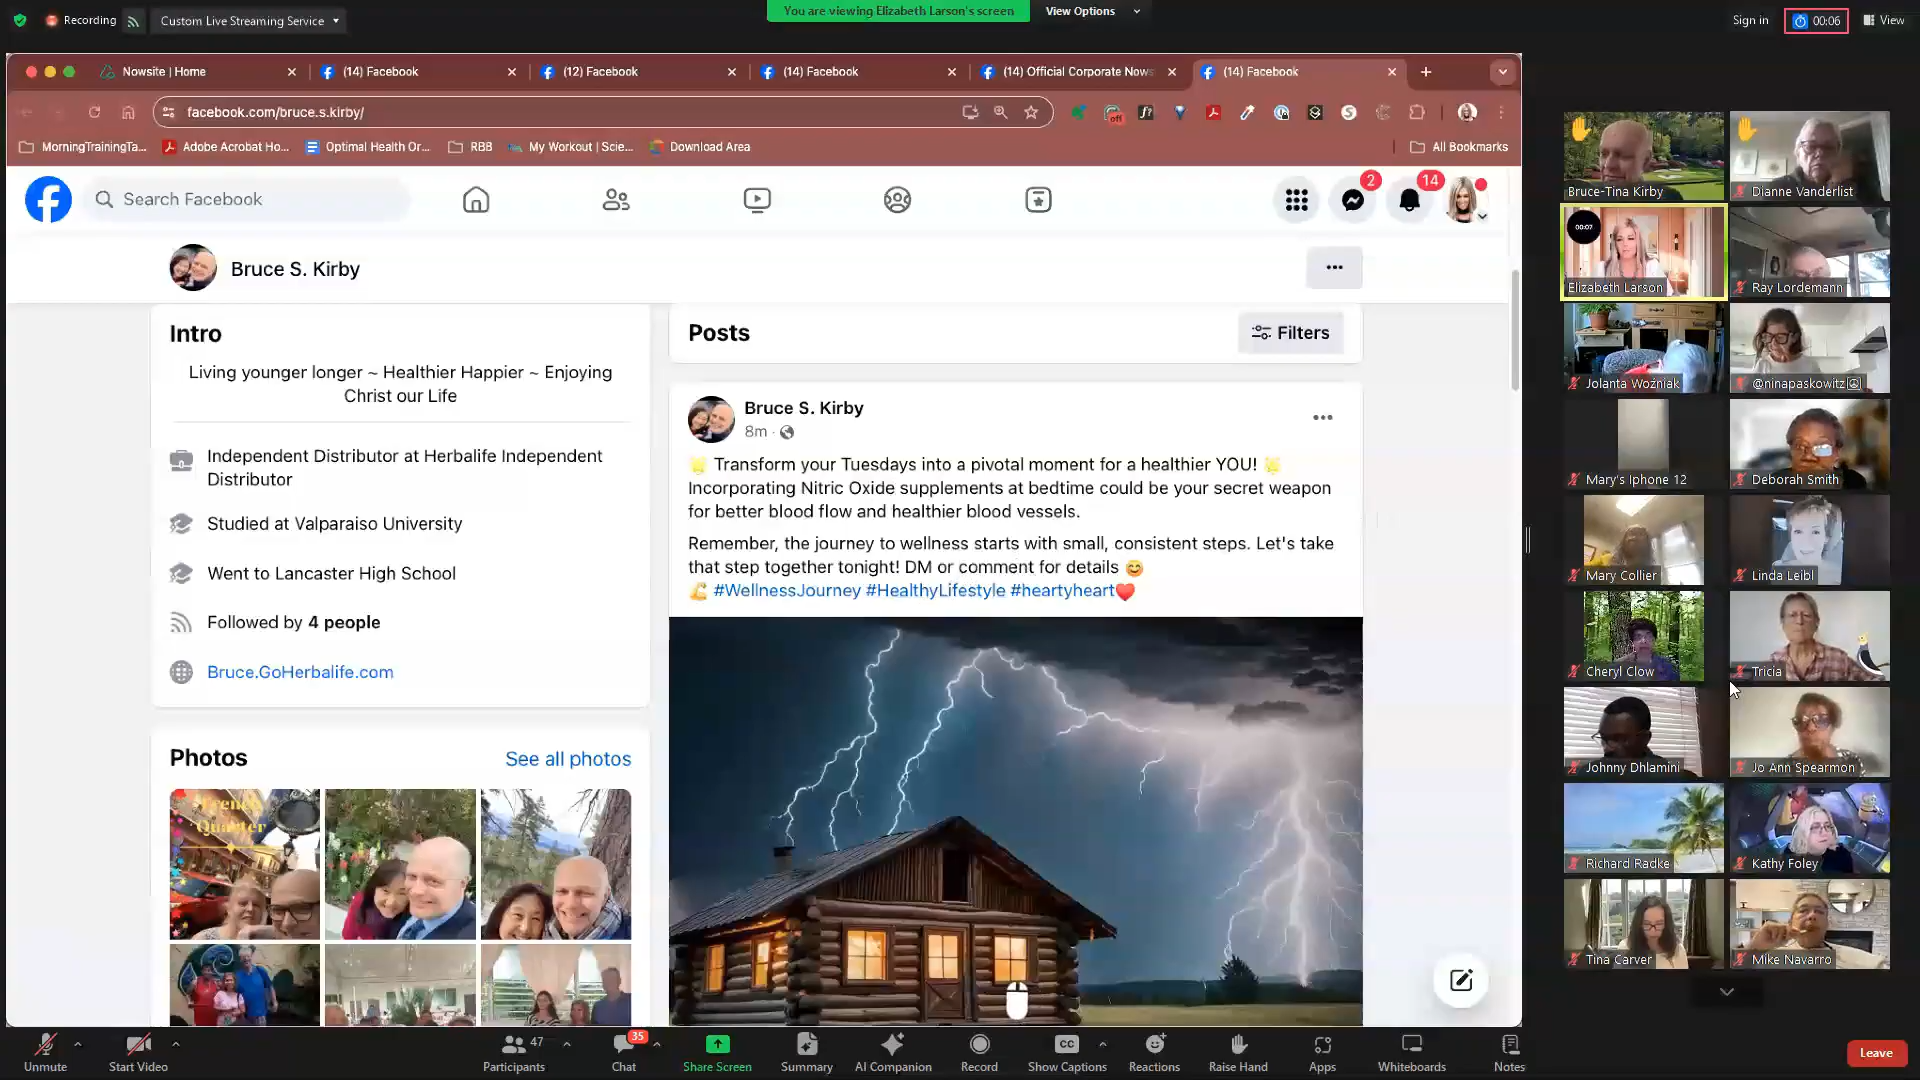 Recording
Custom Live Streaming Service
You are viewing Elizabeth Larson's screen
View Options
Sign in
00:06
View
Nowsite | Home
(14) Facebook
(12) Facebook
(14) Facebook
(14) Official Corporate Nows
(14) Facebook
facebook.com/bruce.s.kirby/
off
MorningTrainingTa...
Adobe Acrobat Ho...
Optimal Health Or...
RBB
My Workout | Scie...
Download Area
All Bookmarks
Search Facebook
2
14
Bruce S. Kirby
Intro
Living younger longer ~ Healthier Happier ~ Enjoying
Christ our Life
Independent Distributor at Herbalife Independent
Distributor
Studied at Valparaiso University
Went to Lancaster High School
Followed by 4 people
Bruce.GoHerbalife.com
Photos
See all photos
French
Quarter
Posts
Filters
Bruce S. Kirby
8m
🌟 Transform your Tuesdays into a pivotal moment for a healthier YOU! 🌟
Incorporating Nitric Oxide supplements at bedtime could be your secret weapon
for better blood flow and healthier blood vessels.
Remember, the journey to wellness starts with small, consistent steps. Let's take
that step together tonight! DM or comment for details 😊
💪 #WellnessJourney #HealthyLifestyle #heartyheart❤️
Bruce-Tina Kirby
Dianne Vanderlist
00:07
Elizabeth Larson
Ray Lordemann
Jolanta Woźniak
@ninapaskowitz
Mary's Iphone 12
Deborah Smith
Mary Collier
Linda Leibl
Cheryl Clow
Tricia
Johnny Dhlamini
Jo Ann Spearmon
Richard Radke
Kathy Foley
Tina Carver
Mike Navarro
Unmute
Start Video
47
Participants
35
Chat
Share Screen
Summary
AI Companion
Record
CC
Show Captions
Reactions
Raise Hand
Apps
Whiteboards
Notes
Leave